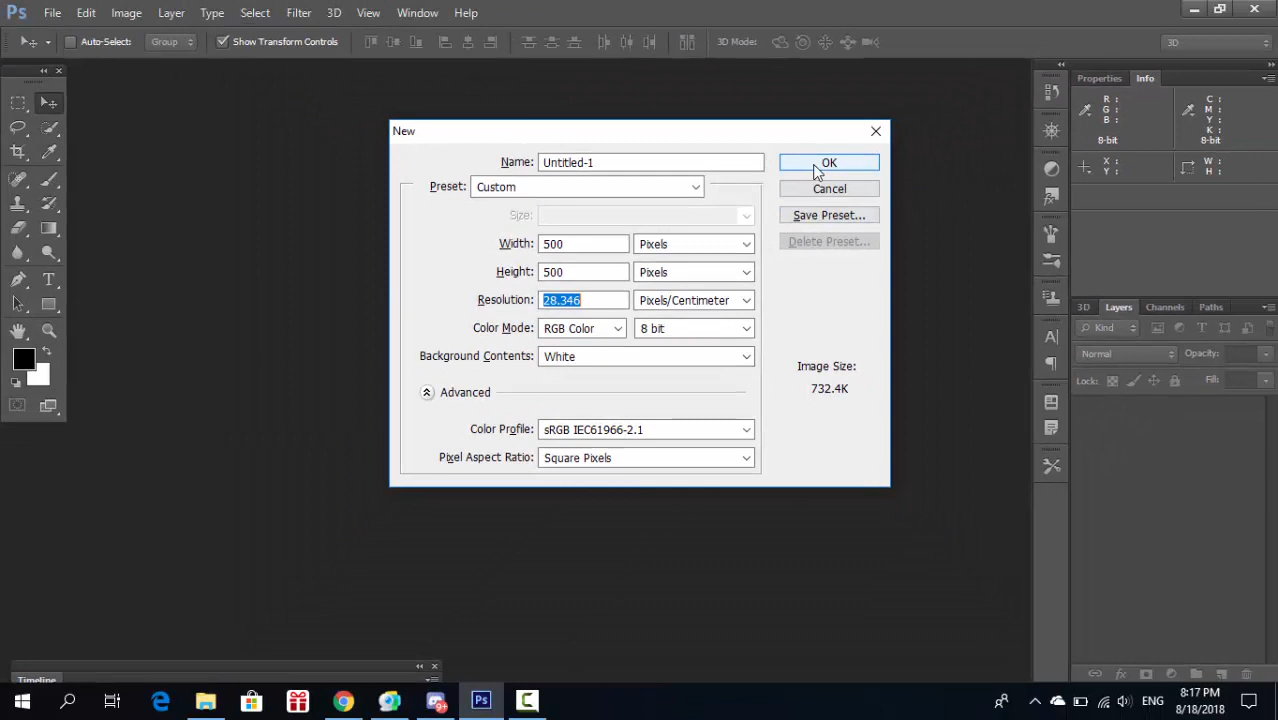 Ps File Edit Image Layer Type Select Filter 3D View Window Help
Auto-Select: Group Show Transform Controls 3D Mode: 3D
New
Name: Untitled-1 OK
Preset: Custom Cancel
Size: Save Preset...
Width: 500 Pixels Delete Preset...
Height: 500 Pixels
Resolution: 28.346 Pixels/Centimeter
Color Mode: RGB Color 8 bit
Background Contents: White
Image Size:
732.4K
Advanced
Color Profile: sRGB IEC61966-2.1
Pixel Aspect Ratio: Square Pixels
Properties Info
R : C :
G : M :
B : Y :
K :
8-bit 8-bit
X : W :
Y : H :
3D Layers Channels Paths
Kind
Normal Opacity:
Lock: Fill:
Timeline
Ps ENG 8:17 PM
8/18/2018